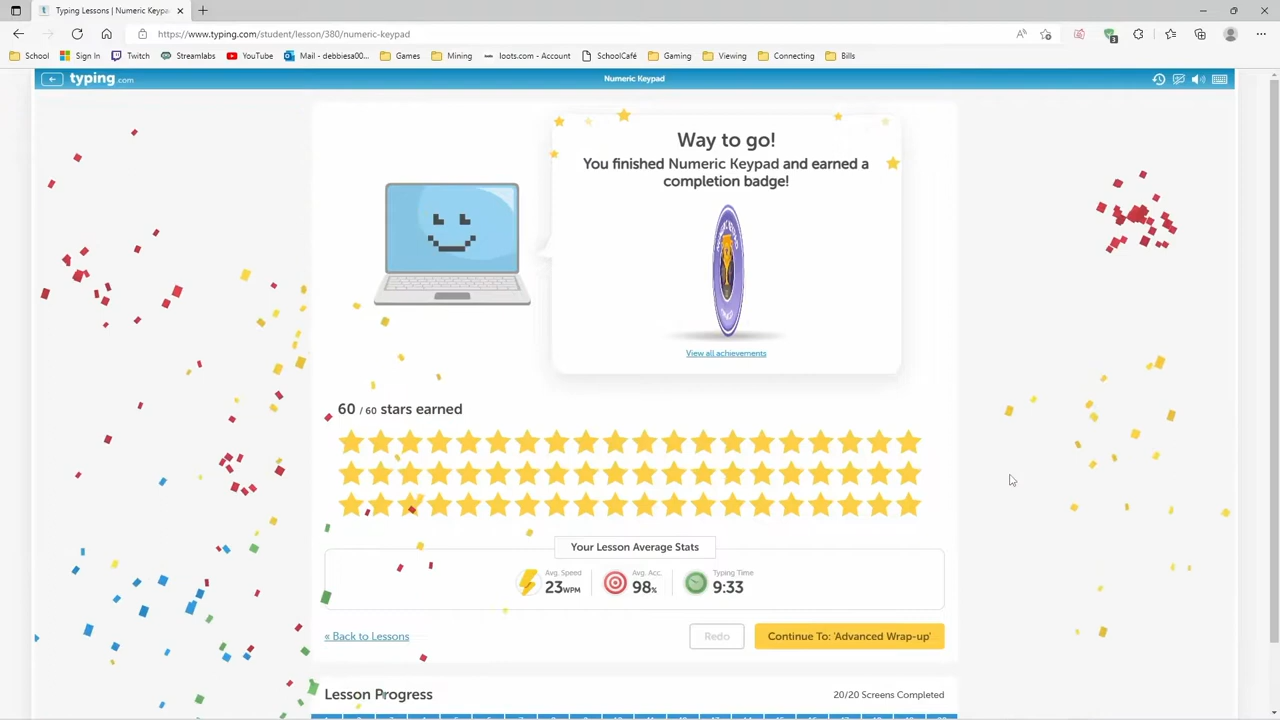 Typing Lessons | Numeric Keypa
https://www.typing.com/student/lesson/380/numeric-keypad
School Sign In Twitch Streamlabs YouTube Mail - debbiesa00... Games Mining loots.com - Account SchoolCafé Gaming Viewing Connecting Bills
typing.com Numeric Keypad
Way to go!
You finished Numeric Keypad and earned a
completion badge!
View all achievements
60 / 60 stars earned
Your Lesson Average Stats
Avg. Speed Avg. Acc. Typing Time
23WPM 98% 9:33
« Back to Lessons Redo Continue To: 'Advanced Wrap-up'
Lesson Progress 20/20 Screens Completed